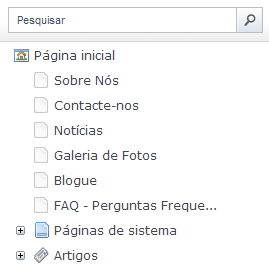 Pesquisar
Página inicial
Sobre Nós
Contacte-nos
Notícias
Galeria de Fotos
Blogue
FAQ - Perguntas Freque...
Páginas de sistema
Artigos